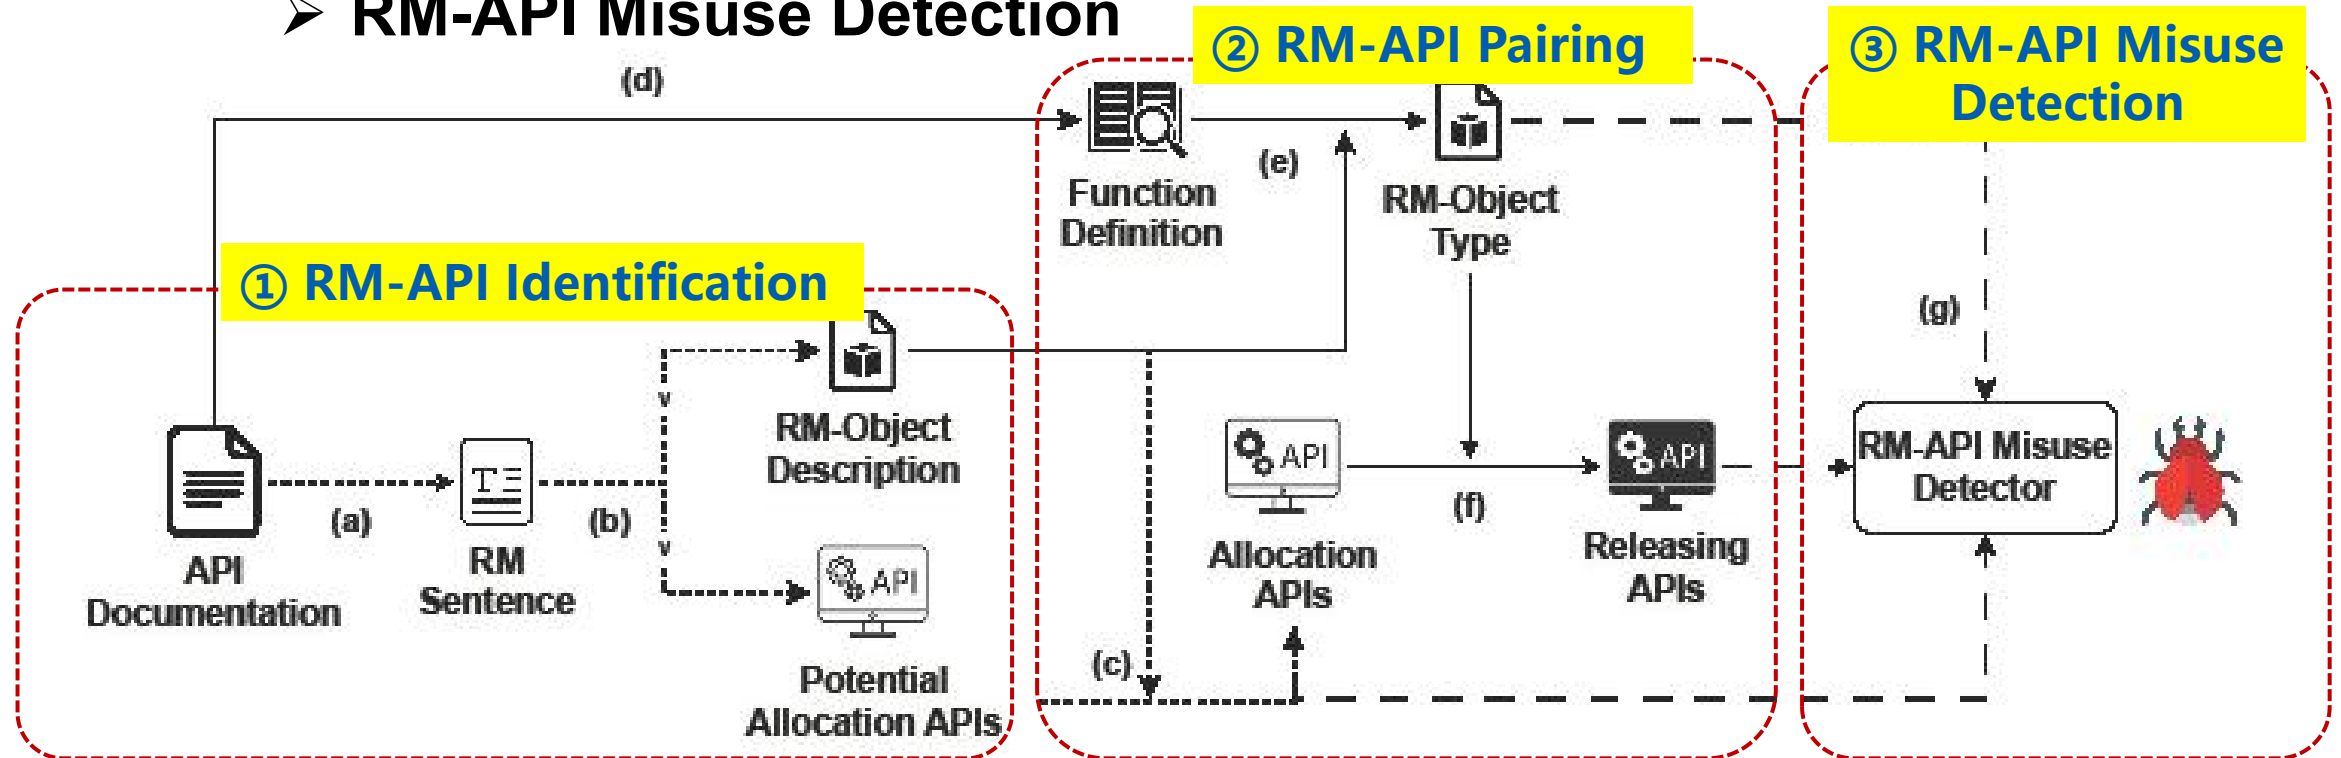 ➢ RM-API Misuse Detection
② RM-API Pairing
③ RM-API Misuse
Detection
(d)
(e)
Function
Definition
RM-Object
Type
① RM-API Identification
(g)
RM-Object
Description
API
API
RM-API Misuse
Detector
(a)
(b)
(f)
API
Documentation
TE
RM
Sentence
API
Allocation
APIs
Releasing
APIs
(c)
Potential
Allocation APIs
v
v